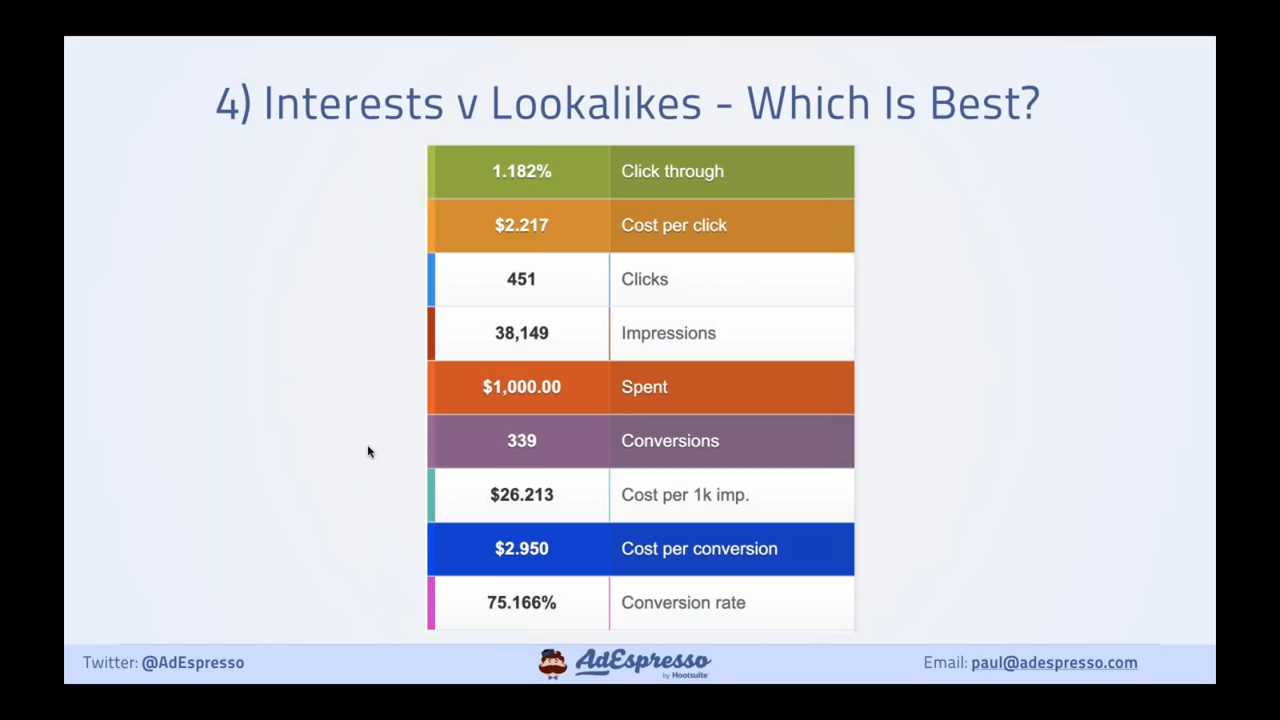 4) Interests v Lookalikes - Which Is Best?
1.182% Click through
$2.217 Cost per click
451 Clicks
38,149 Impressions
$1,000.00 Spent
339 Conversions
$26.213 Cost per 1k imp.
$2.950 Cost per conversion
75.166% Conversion rate
Twitter: @AdEspresso
AdEspresso
by Hootsuite
Email: paul@adespresso.com